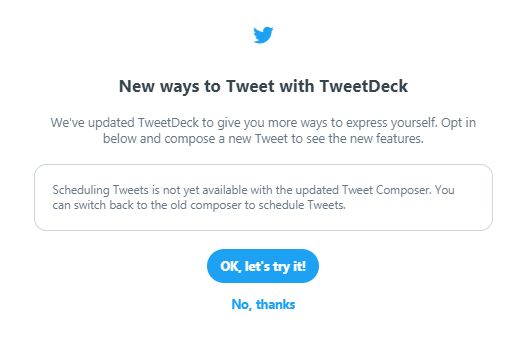 New ways to Tweet with TweetDeck
We've updated TweetDeck to give you more ways to express yourself. Opt in
below and compose a new Tweet to see the new features.
Scheduling Tweets is not yet available with the updated Tweet Composer. You
can switch back to the old composer to schedule Tweets.
OK, let's try it!
No, thanks